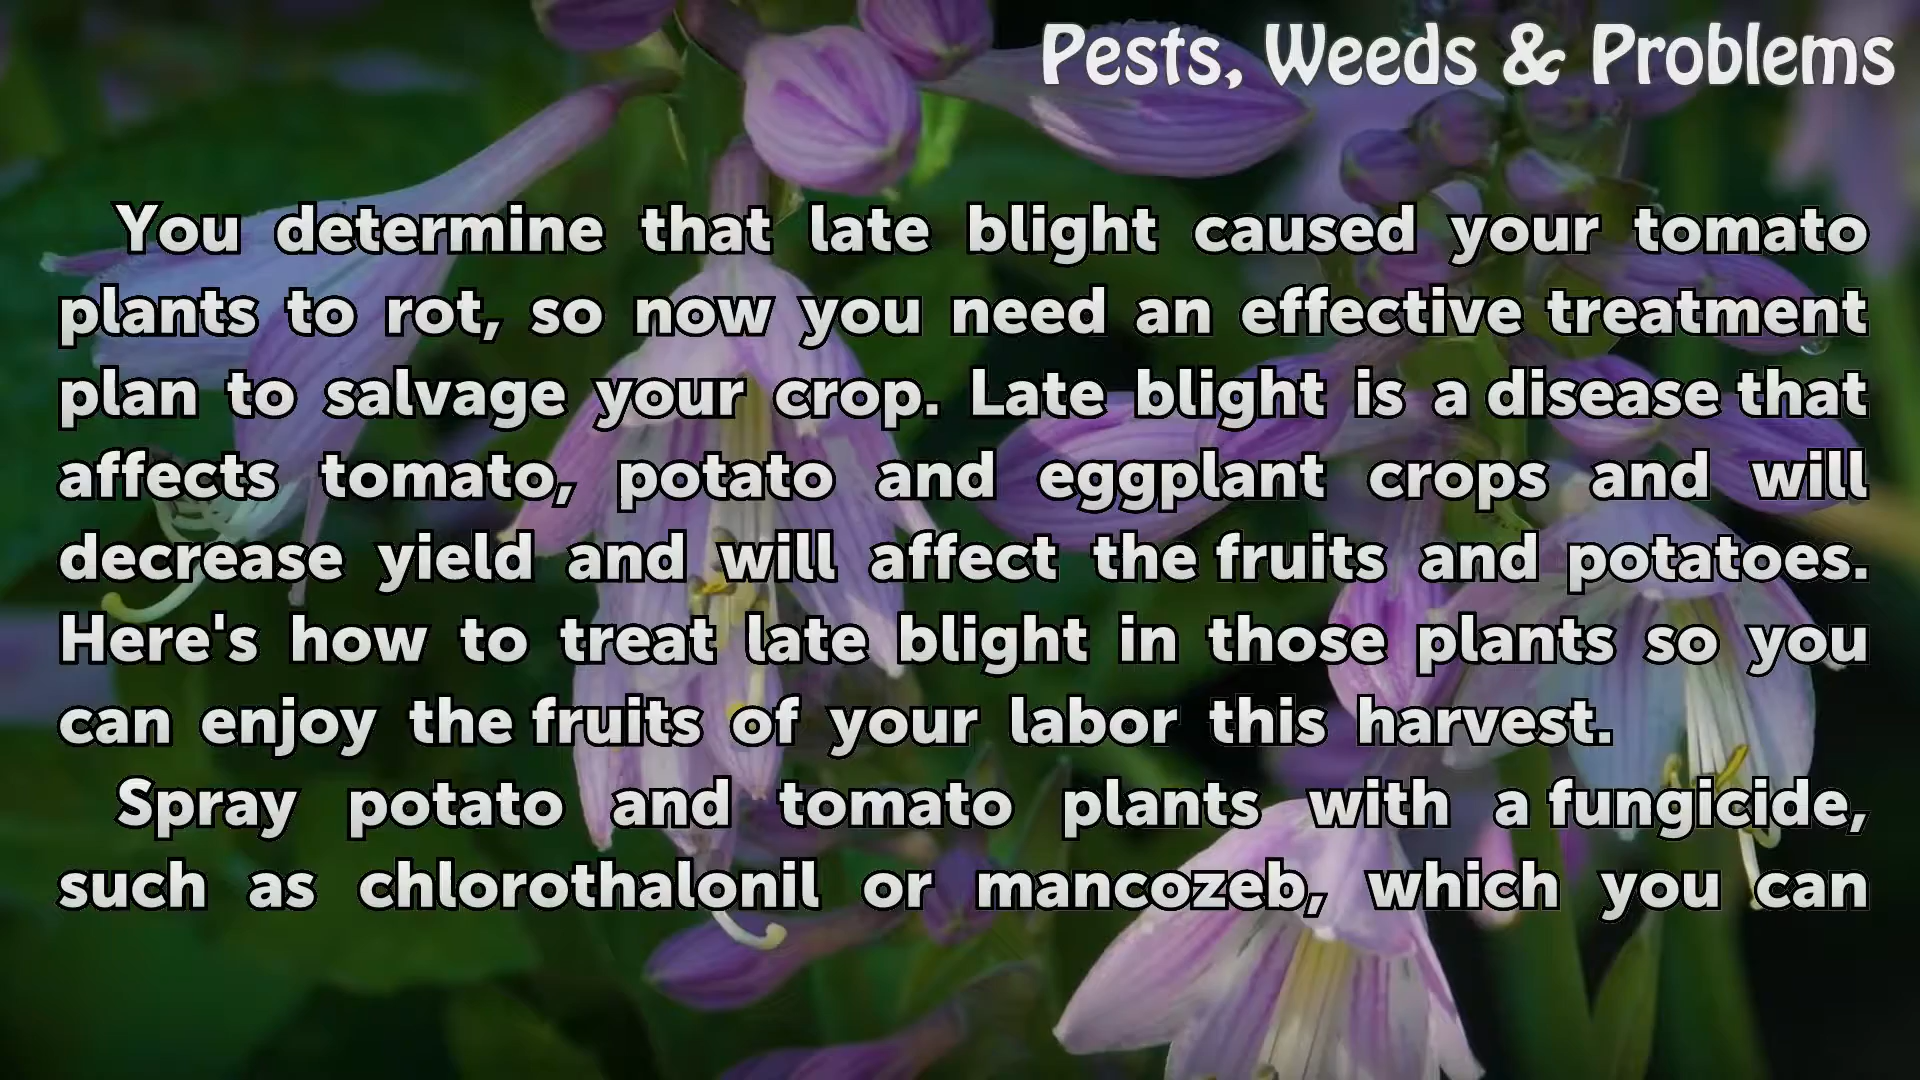 Pests, Weeds & Problems
You determine that late blight caused your tomato
plants to rot, so now you need an effective treatment
plan to salvage your crop. Late blight is a disease that
affects tomato, potato and eggplant crops and will
decrease yield and will affect the fruits and potatoes.
Here's how to treat late blight in those plants so you
can enjoy the fruits of your labor this harvest.
Spray potato and tomato plants with a fungicide,
such as chlorothalonil or mancozeb, which you can